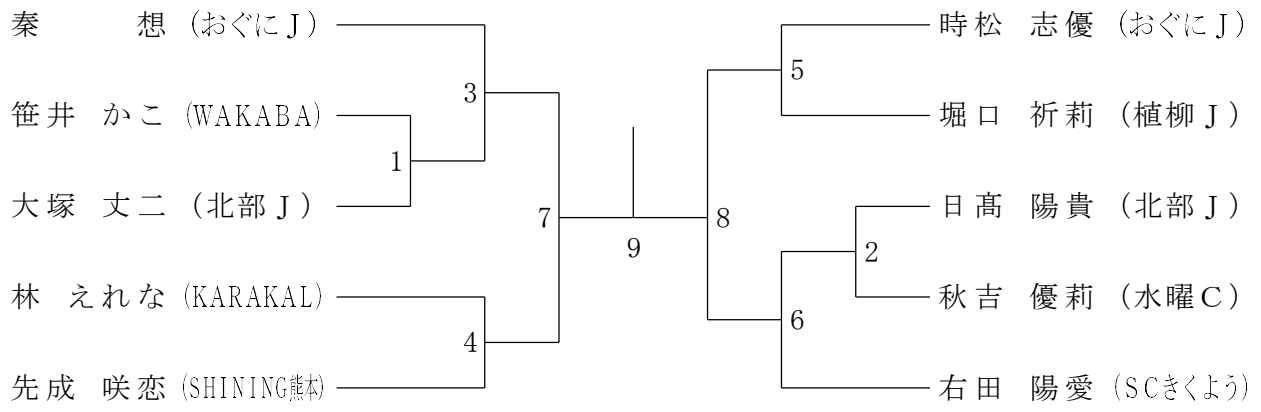 秦 想 (おぐにJ)
笹井 かこ (WAKABA)
大塚 丈二 (北部J)
林 えれな (KARAKAL)
先成 咲恋 (SHINING熊本)
3
1
7
4
9
時松 志優 (おぐにJ)
堀口 祈莉 (植柳J)
日髙 陽貴 (北部J)
秋吉 優莉 (水曜C)
右田 陽愛 (SCきくよう)
5
8
2
6